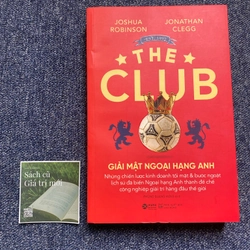 JOSHUA
ROBINSON
JONATHAN
CLEGG
THE
CLUB
GIẢI MẬT NGOẠI HẠNG ANH
Những chiến lược kinh doanh tối mật & bước ngoặt
lịch sử đã biến Ngoại hạng Anh thành đế chế
công nghiệp giải trí hàng đầu thế giới
Sách cũ
Giá trị mới